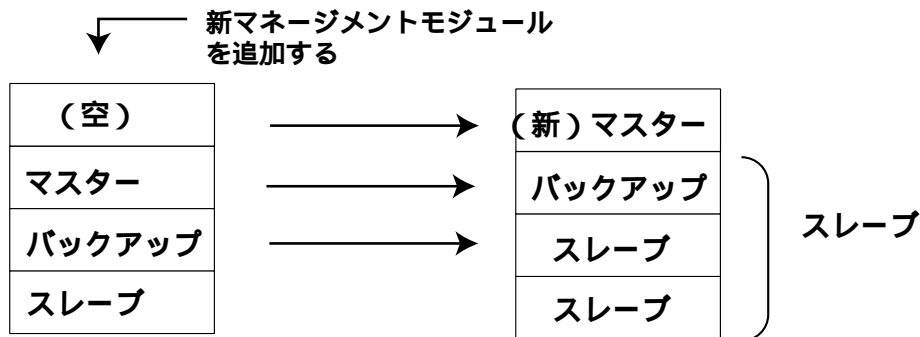 新マネージメントモジュール
を追加する
（空）
マスター
バックアップ
スレーブ
（新）マスター
バックアップ
スレーブ
スレーブ
スレーブ